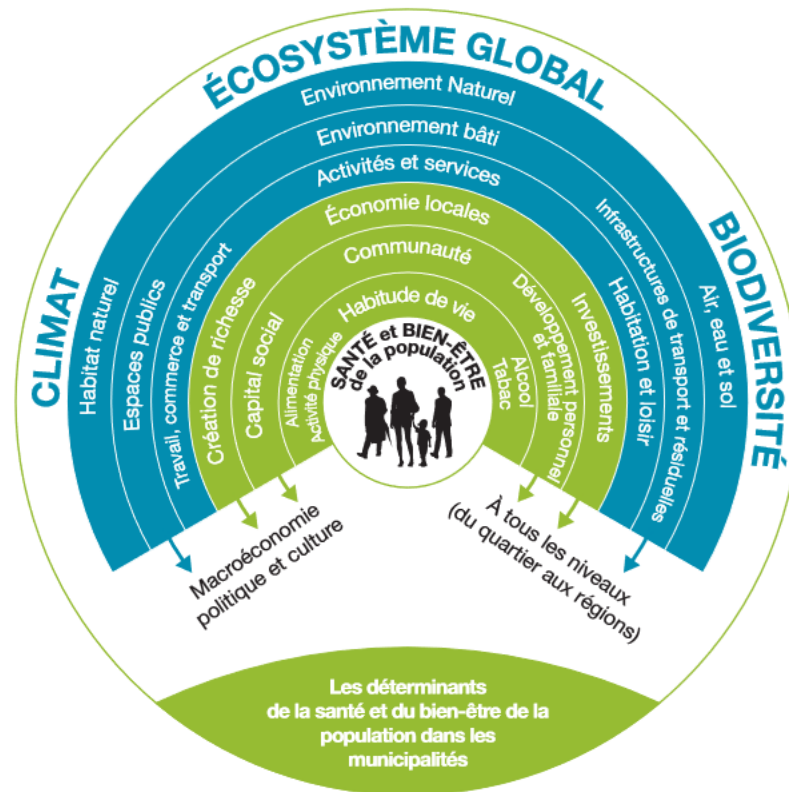 ÉCOSYSTÈME GLOBAL
CLIMAT
BIODIVERSITÉ
Environnement Naturel
Habitat naturel
Air, eau et sol
Environnement bâti
Espaces publics
Infrastructures de transport et résiduelles
Activités et services
Travail, commerce et transport
Habitation et loisir
Économie locales
Création de richesse
Investissements
Communauté
Capital social
Développement personnel
et familiale
Habitude de vie
Alimentation
Activité physique
Alcool
Tabac
SANTÉ et BIEN-ÊTRE
de la population
Macroéconomie
politique et culture
À tous les niveaux
(du quartier aux régions)
Les déterminants
de la santé et du bien-être de la
population dans les
municipalités